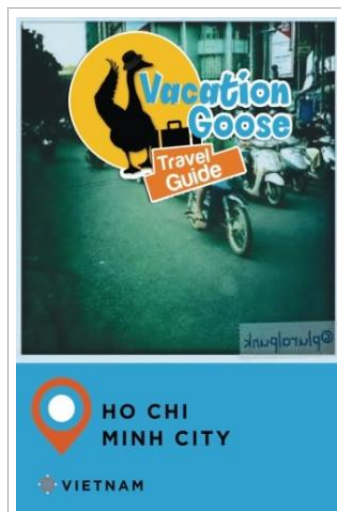 Vacation
Goose
Travel
Guide
@pluralpunk
HO CHI
MINH CITY
VIETNAM